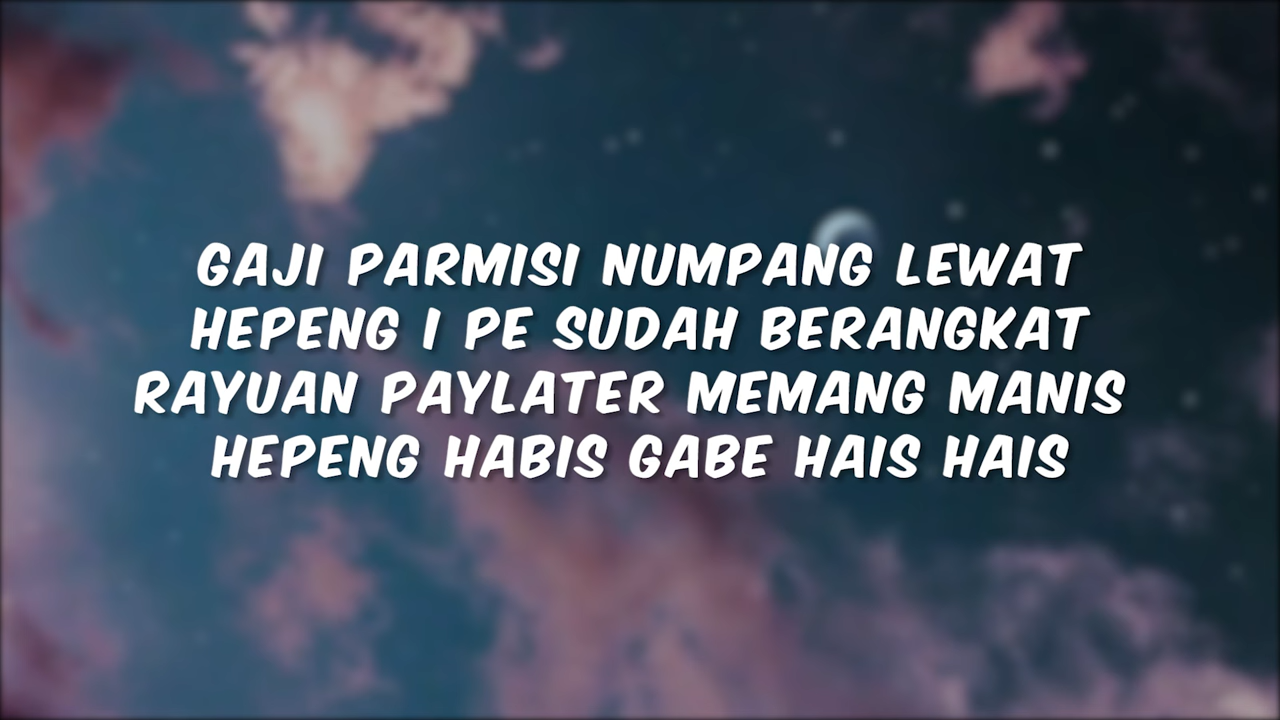 GAJI PARMISI NUMPANG LEWAT
HEPENG I PE SUDAH BERANGKAT
RAYUAN PAYLATER MEMANG MANIS
HEPENG HABIS GABE HAIS HAIS